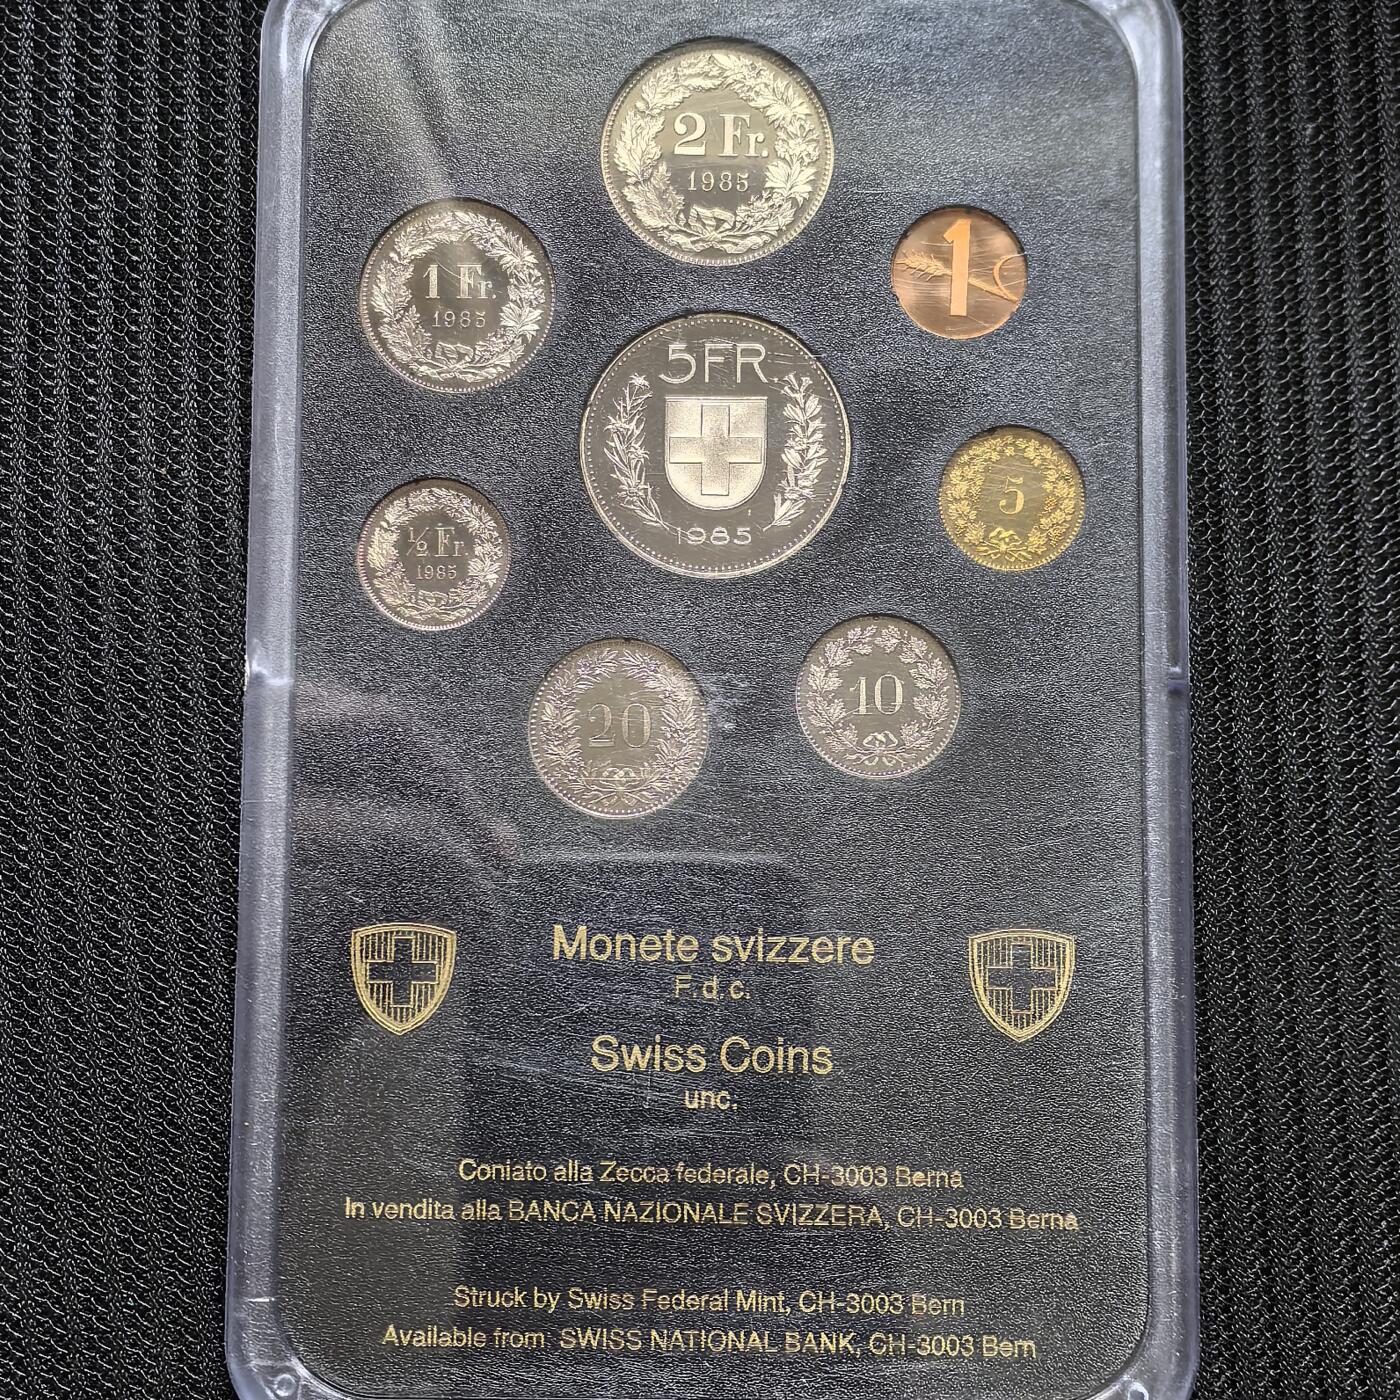 2 Fr.
1985
1 Fr.
1985
1
5 FR.
1985
5
½ Fr.
1985
10
20
Monete svizzere
F.d.c.
Swiss Coins
unc.
Coniato alla Zecca federale, CH-3003 Berna
In vendita alla BANCA NAZIONALE SVIZZERA, CH-3003 Berna
Struck by Swiss Federal Mint, CH-3003 Bern
Available from: SWISS NATIONAL BANK, CH-3003 Bern